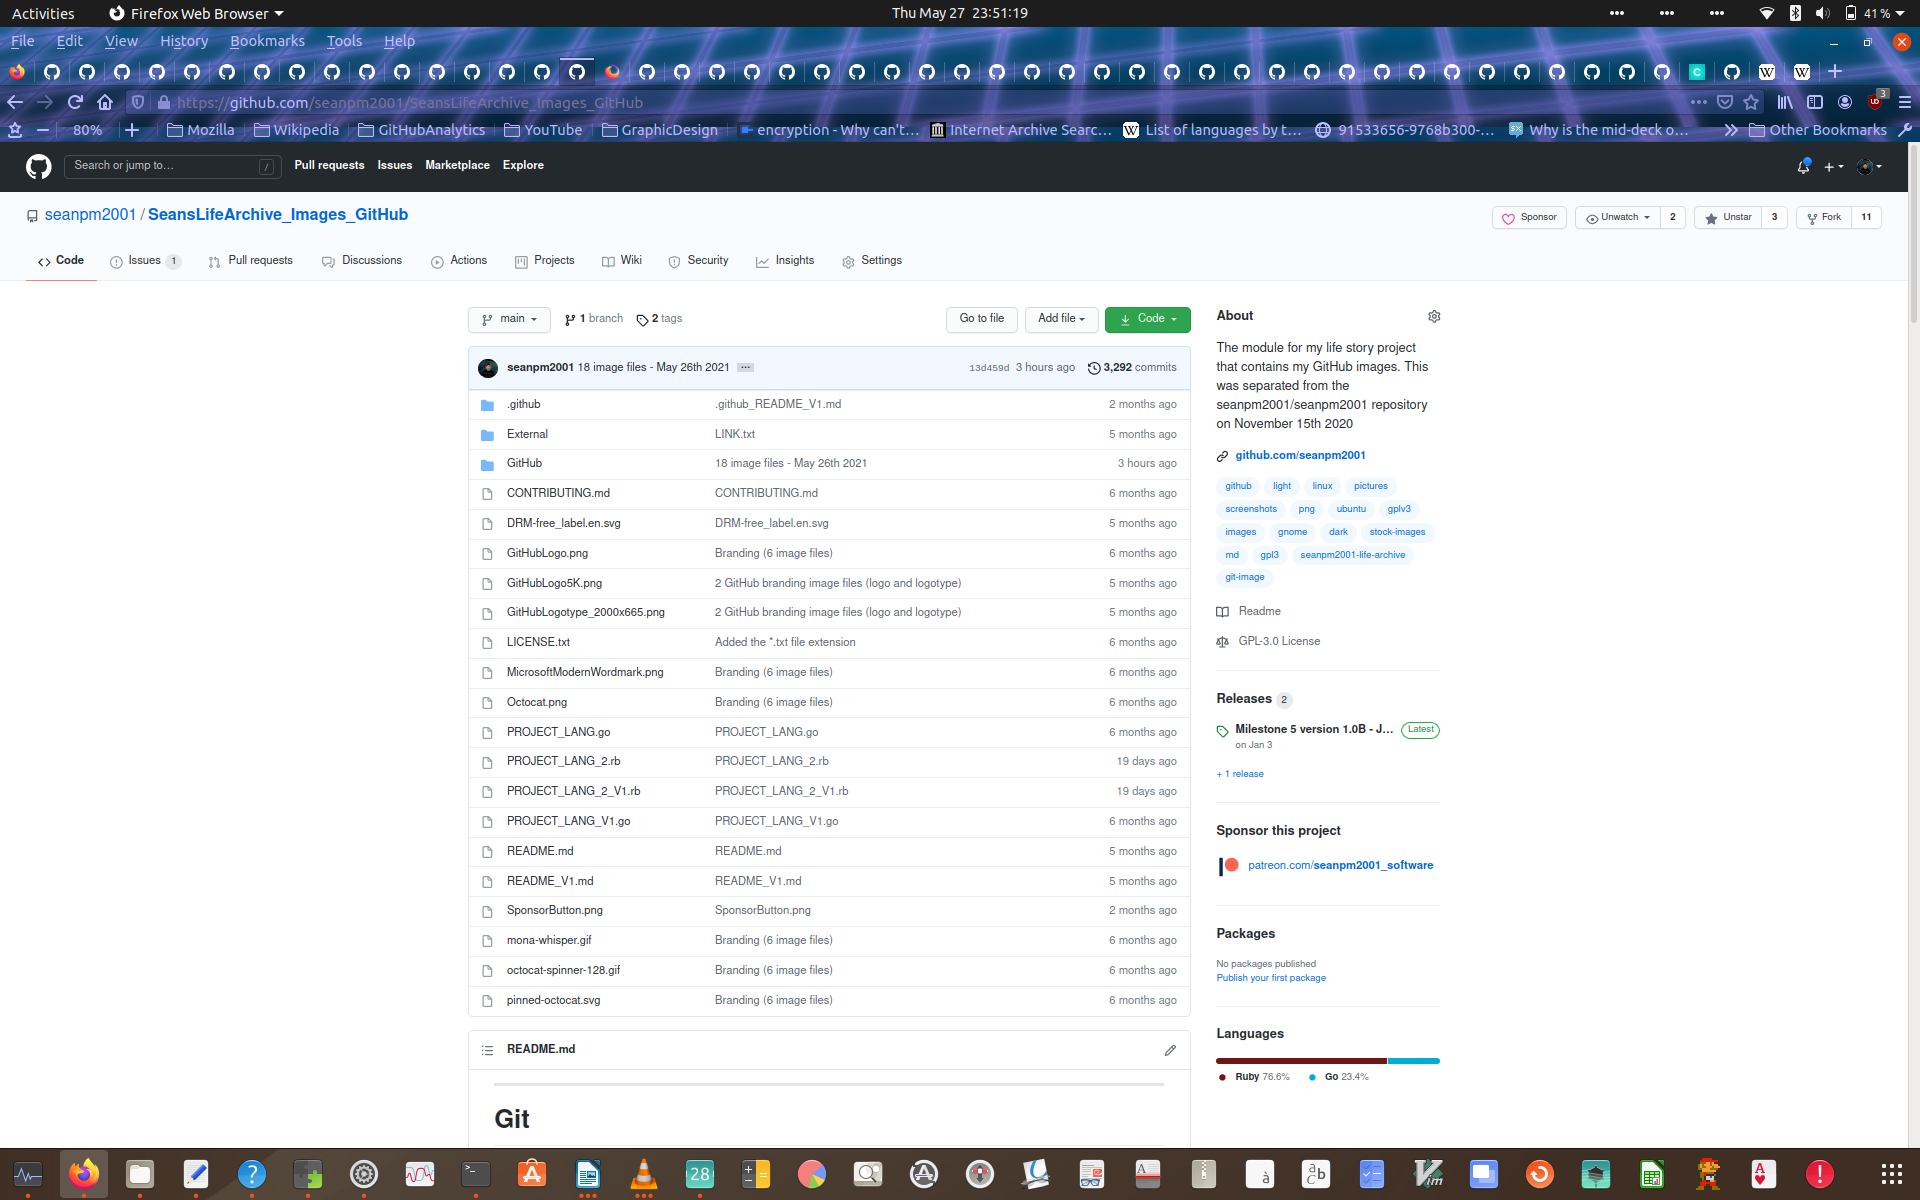 Activities Firefox Web Browser Thu May 27 23:51:19 41 %
File Edit View History Bookmarks Tools Help
https://github.com/seanpm2001/SeansLifeArchive_Images_GitHub 3
80% Mozilla Wikipedia GitHubAnalytics YouTube GraphicDesign encryption - Why can't… Internet Archive Searc… List of languages by t… 91533656-9768b300-… Why is the mid-deck o… Other Bookmarks
Search or jump to… / Pull requests Issues Marketplace Explore
seanpm2001 / SeansLifeArchive_Images_GitHub Sponsor Unwatch 2 Unstar 3 Fork 11
Code Issues 1 Pull requests Discussions Actions Projects Wiki Security Insights Settings
main 1 branch 2 tags Go to file Add file Code
seanpm2001 18 image files - May 26th 2021 … 13d459d 3 hours ago 3,292 commits
.github .github_README_V1.md 2 months ago
External LINK.txt 5 months ago
GitHub 18 image files - May 26th 2021 3 hours ago
CONTRIBUTING.md CONTRIBUTING.md 6 months ago
DRM-free_label.en.svg DRM-free_label.en.svg 5 months ago
GitHubLogo.png Branding (6 image files) 6 months ago
GitHubLogo5K.png 2 GitHub branding image files (logo and logotype) 5 months ago
GitHubLogotype_2000x665.png 2 GitHub branding image files (logo and logotype) 5 months ago
LICENSE.txt Added the *.txt file extension 6 months ago
MicrosoftModernWordmark.png Branding (6 image files) 6 months ago
Octocat.png Branding (6 image files) 6 months ago
PROJECT_LANG.go PROJECT_LANG.go 6 months ago
PROJECT_LANG_2.rb PROJECT_LANG_2.rb 19 days ago
PROJECT_LANG_2_V1.rb PROJECT_LANG_2_V1.rb 19 days ago
PROJECT_LANG_V1.go PROJECT_LANG_V1.go 6 months ago
README.md README.md 5 months ago
README_V1.md README_V1.md 5 months ago
SponsorButton.png SponsorButton.png 2 months ago
mona-whisper.gif Branding (6 image files) 6 months ago
octocat-spinner-128.gif Branding (6 image files) 6 months ago
pinned-octocat.svg Branding (6 image files) 6 months ago
README.md
Git
About
The module for my life story project
that contains my GitHub images. This
was separated from the
seanpm2001/seanpm2001 repository
on November 15th 2020
github.com/seanpm2001
github light linux pictures
screenshots png ubuntu gplv3
images gnome dark stock-images
md gpl3 seanpm2001-life-archive
git-image
Readme
GPL-3.0 License
Releases 2
Milestone 5 version 1.0B - J… Latest
on Jan 3
+ 1 release
Sponsor this project
patreon.com/seanpm2001_software
Packages
No packages published
Publish your first package
Languages
Ruby 76.6% Go 23.4%
28